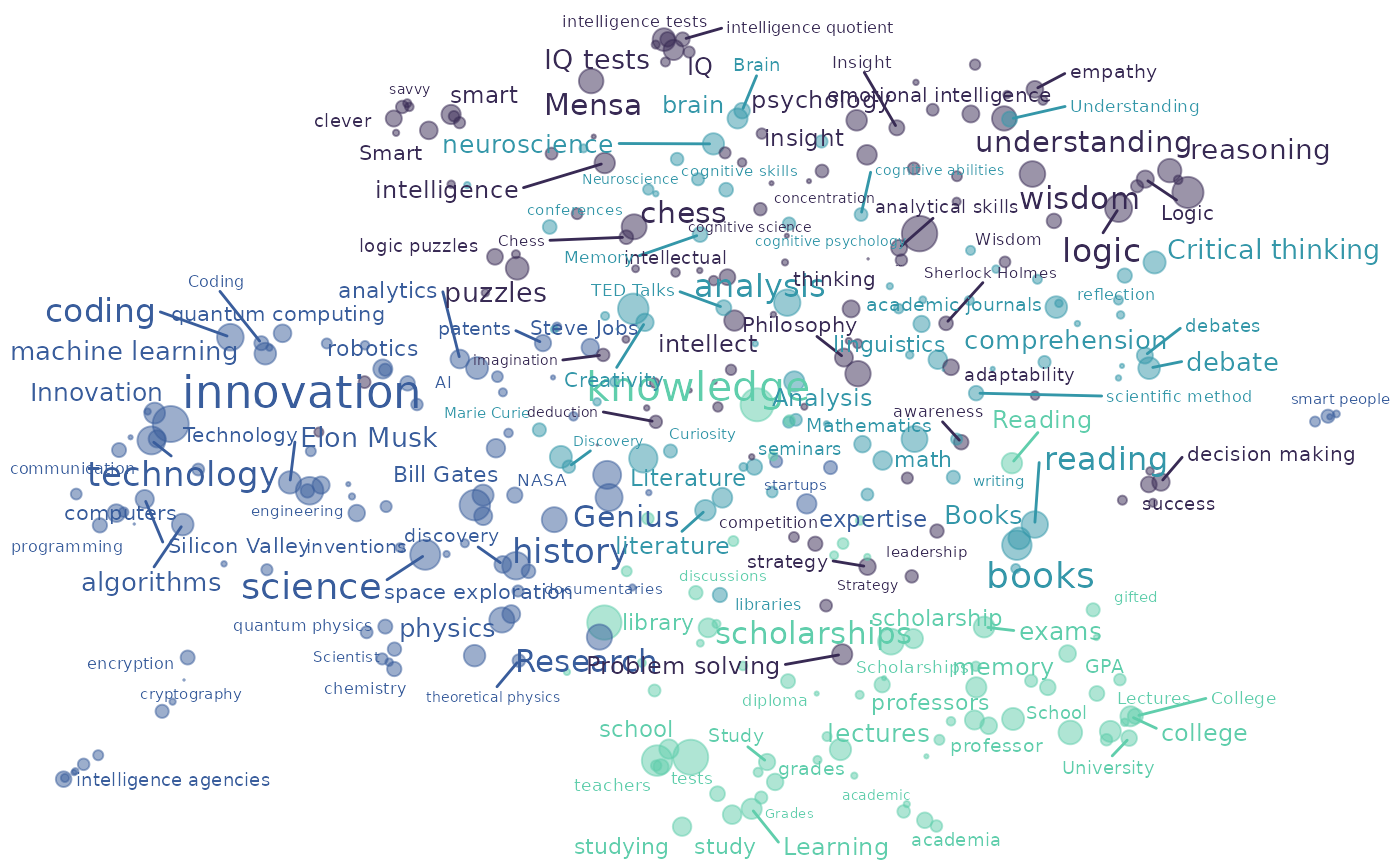 intelligence tests
intelligence quotient
IQ tests
IQ
Brain
Insight
empathy
savvy
smart
Mensa
brain
psychology
emotional intelligence
Understanding
clever
insight
Smart
neuroscience
understanding
reasoning
intelligence
Neuroscience
cognitive skills
cognitive abilities
conferences
chess
concentration
analytical skills
wisdom
Logic
cognitive science
logic puzzles
Chess
Memory
intellectual
cognitive psychology
Wisdom
logic
Critical thinking
Coding
analytics
puzzles
TED Talks
analysis
thinking
Sherlock Holmes
reflection
coding
quantum computing
patents
Steve Jobs
Philosophy
academic journals
debates
machine learning
robotics
imagination
intellect
linguistics
comprehension
debate
Innovation
innovation
AI
Creativity
knowledge
Analysis
adaptability
scientific method
smart people
Marie Curie
deduction
awareness
Reading
Technology
Elon Musk
Discovery
Curiosity
Mathematics
seminars
math
reading
decision making
communication
technology
Bill Gates
NASA
Literature
startups
writing
success
computers
engineering
Genius
competition
expertise
Books
programming
Silicon Valley
inventions
discovery
history
literature
strategy
leadership
algorithms
science
space exploration
documentaries
discussions
Strategy
books
quantum physics
physics
library
libraries
scholarships
scholarship
exams
gifted
encryption
Scientist
chemistry
Research
Problem solving
Scholarships
memory
GPA
cryptography
theoretical physics
diploma
professors
School
Lectures
College
school
Study
lectures
professor
college
intelligence agencies
teachers
tests
grades
University
academic
Grades
studying
study
Learning
academia